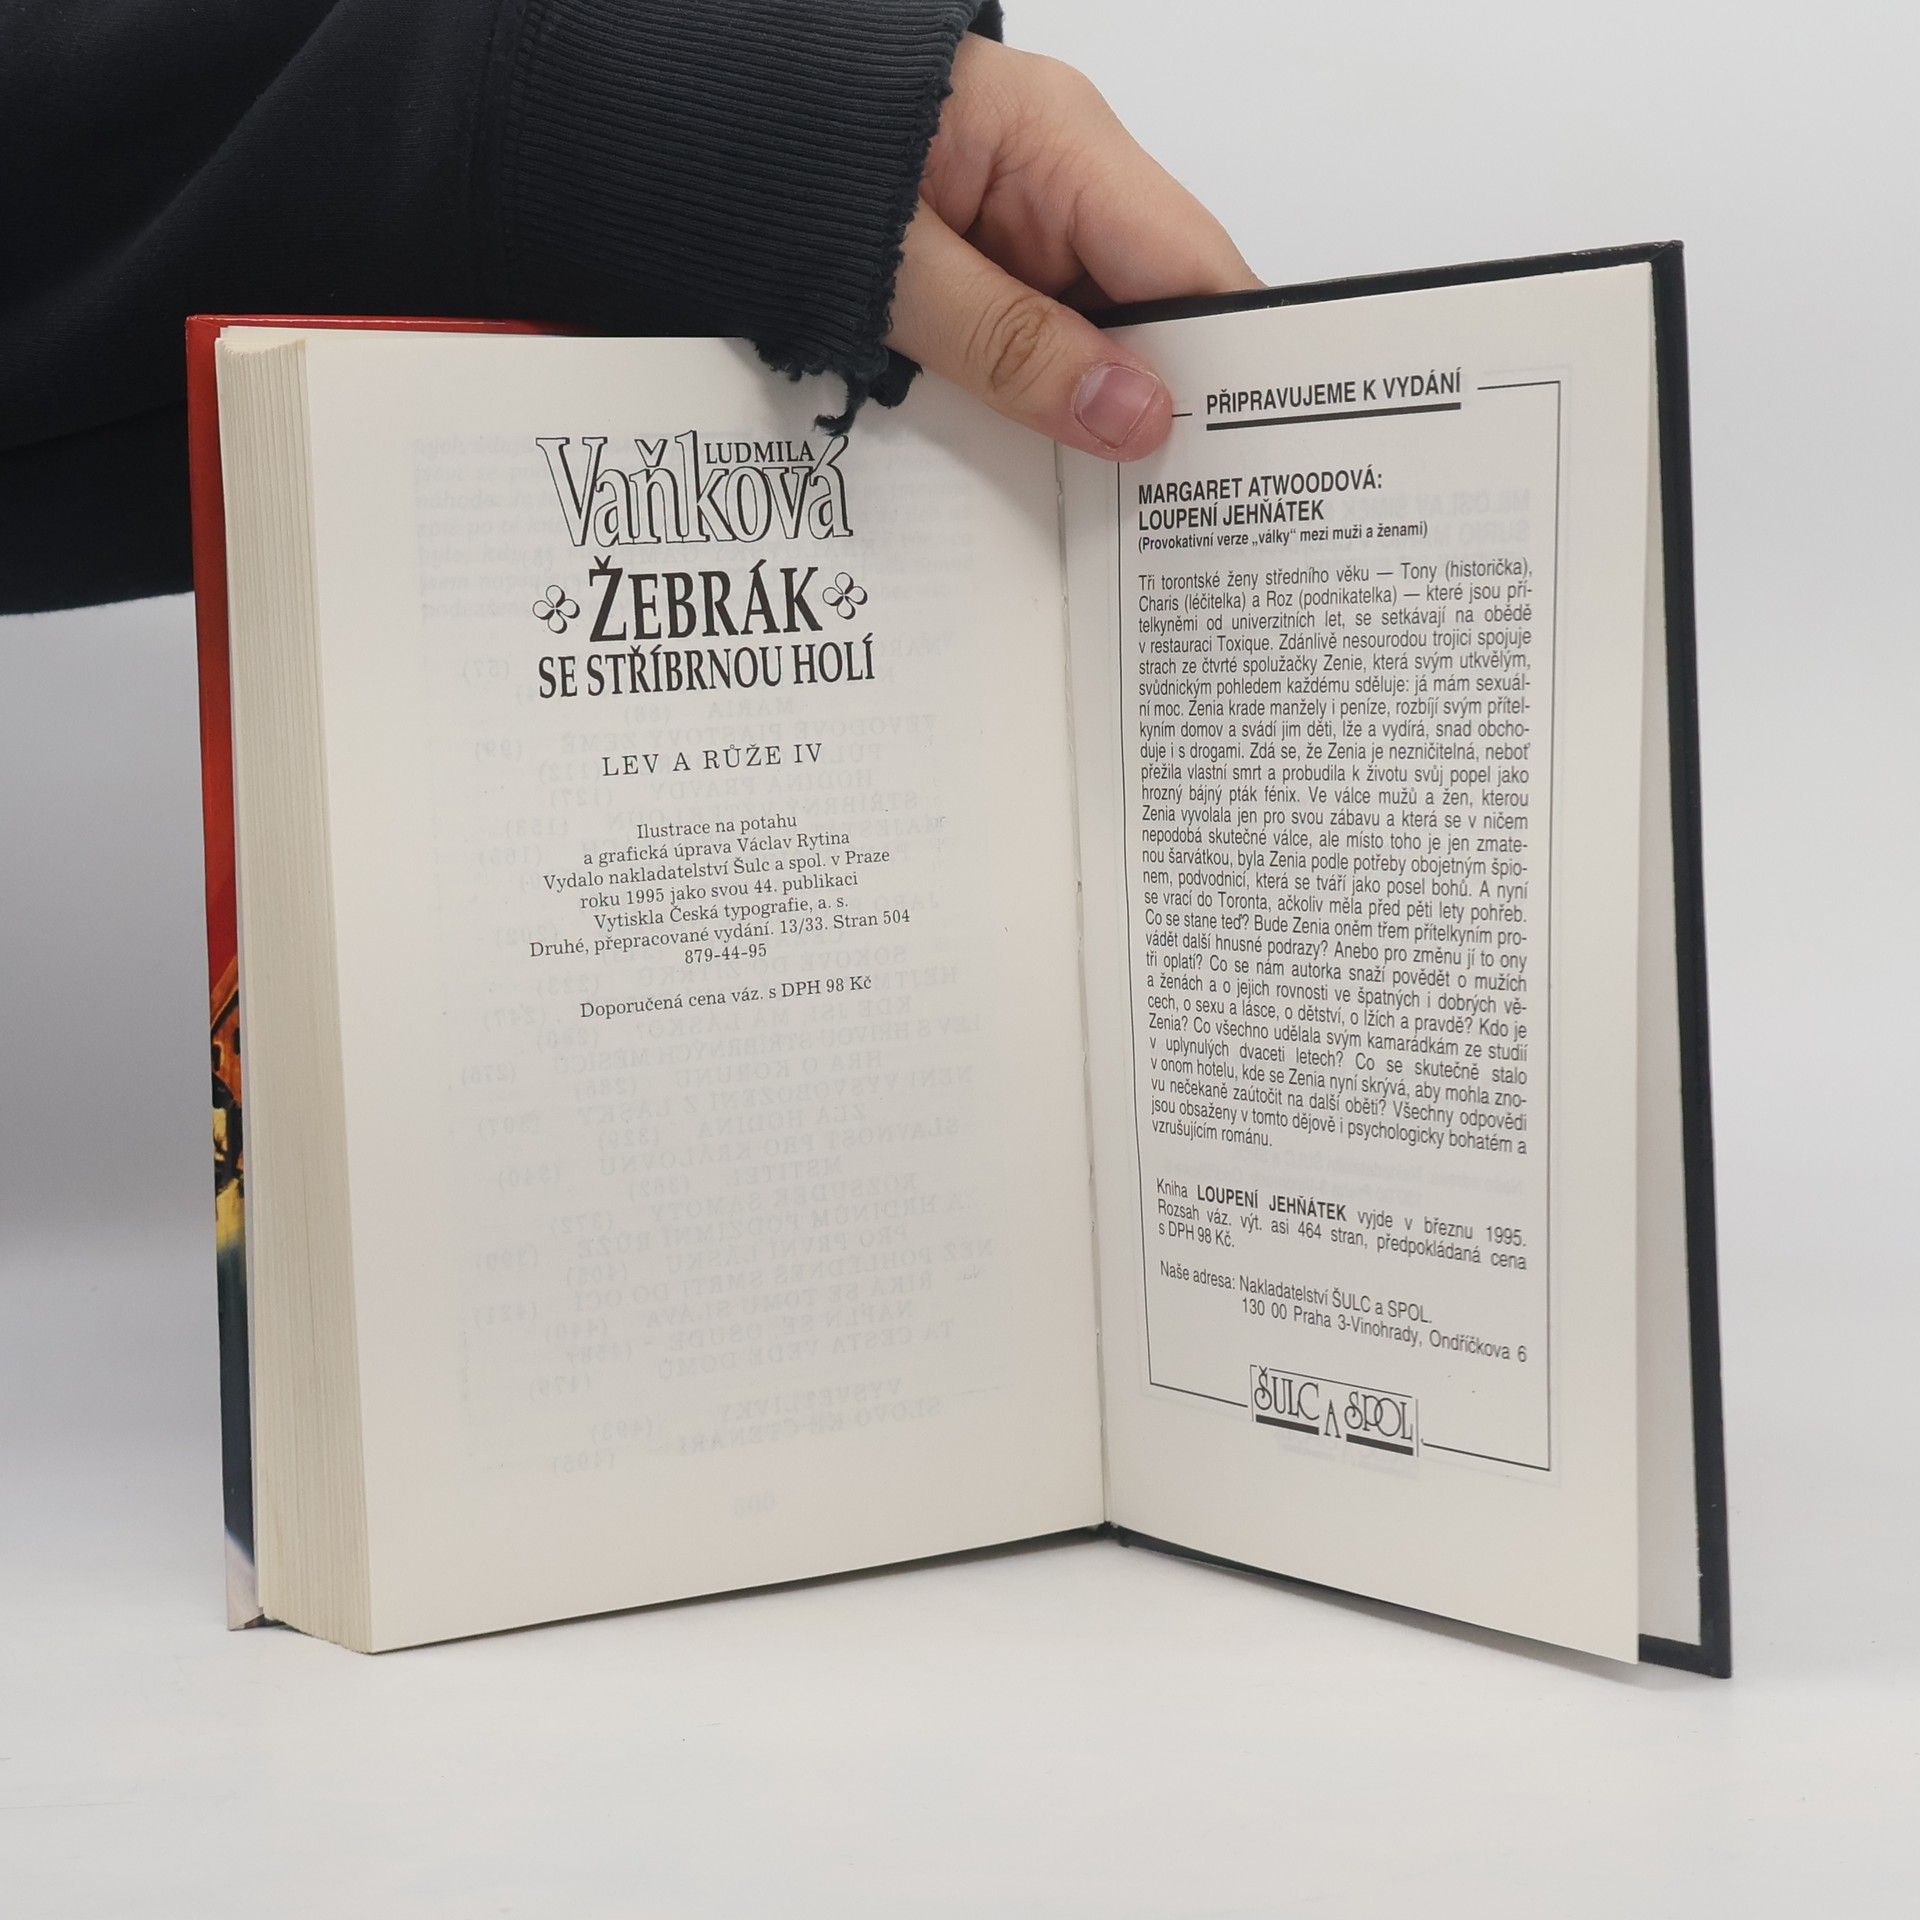 LUDMILA
Vaňková
ŽEBRÁK
SE STŘÍBRNOU HOLÍ
LEV A RŮŽE IV
Ilustrace na potahu
a grafická úprava Václav Rytina
Vydalo nakladatelství Šulc a spol. v Praze
roku 1995 jako svou 44. publikaci
Vytiskla Česká typografie, a. s.
Druhé, přepracované vydání. 13/33. Stran 504
879-44-95
Doporučená cena váz. s DPH 98 Kč
PŘIPRAVUJEME K VYDÁNÍ
MARGARET ATWOODOVÁ:
LOUPENÍ JEHŇÁTEK
(Provokativní verze „války“ mezi muži a ženami)
Tři torontské ženy středního věku — Tony (historička),
Charis (léčitelka) a Roz (podnikatelka) — které jsou pří-
telkyněmi od univerzitních let, se setkávají na obědě
v restauraci Toxique. Zdánlivě nesourodou trojici spojuje
strach ze čtvrté spolužačky Zenie, která svým utkvělým,
svůdnickým pohledem každému sděluje: já mám sexuál-
ní moc. Zenia krade manžely i peníze, rozbíjí svým přítel-
kyním domov a svádí jim děti, lže a vydírá, snad obcho-
duje i s drogami. Zdá se, že Zenia je nezničitelná, neboť
přežila vlastní smrt a probudila k životu svůj popel jako
hrozný bájný pták fénix. Ve válce mužů a žen, kterou
Zenia vyvolala jen pro svou zábavu a která se v ničem
nepodobá skutečné válce, ale místo toho je jen zmate-
nou šarvátkou, byla Zenia podle potřeby obojetným špio-
nem, podvodnicí, která se tváří jako posel bohů. A nyní
se vrací do Toronta, ačkoliv měla před pěti lety pohřeb.
Co se stane teď? Bude Zenia oněm třem přítelkyním pro-
vádět další hnusné podrazy? Anebo pro změnu jí to ony
tři oplatí? Co se nám autorka snaží povědět o mužích
a ženách a o jejich rovnosti ve špatných i dobrých vě-
cech, o sexu a lásce, o dětství, o lžích a pravdě? Kdo je
Zenia? Co všechno udělala svým kamarádkám ze studií
v uplynulých dvaceti letech? Co se skutečně stalo
v onom hotelu, kde se Zenia nyní skrývá, aby mohla zno-
vu nečekaně zaútočit na další oběti? Všechny odpovědi
jsou obsaženy v tomto dějově i psychologicky bohatém a
vzrušujícím románu.
Kniha LOUPENÍ JEHŇÁTEK vyjde v březnu 1995.
Rozsah váz. výt. asi 464 stran, předpokládaná cena
s DPH 98 Kč.
Naše adresa: Nakladatelství ŠULC a SPOL.
130 00 Praha 3-Vinohrady, Ondříčkova 6
ŠULC A SPOL